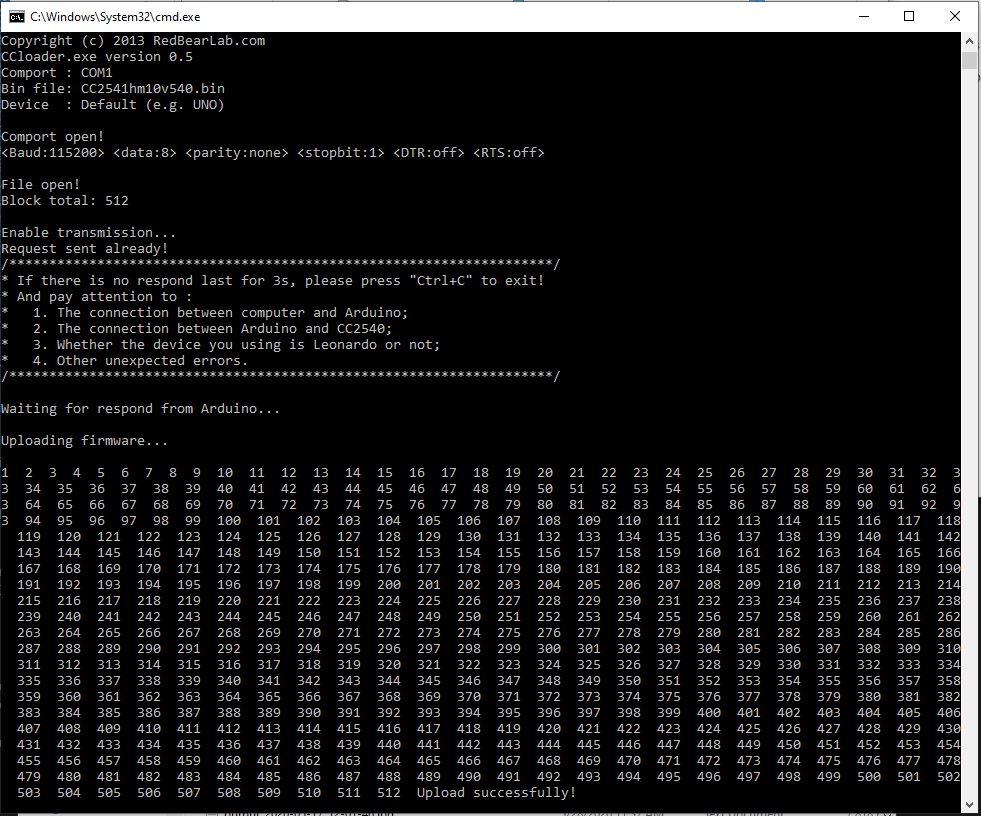 C:\Windows\System32\cmd.exe
Copyright (c) 2013 RedBearLab.com
CCloader.exe version 0.5
Comport : COM1
Bin file: CC2541hm10v540.bin
Device  : Default (e.g. UNO)
Comport open!
<Baud:115200> <data:8> <parity:none> <stopbit:1> <DTR:off> <RTS:off>
File open!
Block total: 512
Enable transmission...
Request sent already!
/********************************************************************/
* If there is no respond last for 3s, please press "Ctrl+C" to exit!
* And pay attention to :
*   1. The connection between computer and Arduino;
*   2. The connection between Arduino and CC2540;
*   3. Whether the device you using is Leonardo or not;
*   4. Other unexpected errors.
/********************************************************************/
Waiting for respond from Arduino...
Uploading firmware...
1  2  3  4  5  6  7  8  9  10  11  12  13  14  15  16  17  18  19  20  21  22  23  24  25  26  27  28  29  30  31  32  3
3  34  35  36  37  38  39  40  41  42  43  44  45  46  47  48  49  50  51  52  53  54  55  56  57  58  59  60  61  62  6
3  64  65  66  67  68  69  70  71  72  73  74  75  76  77  78  79  80  81  82  83  84  85  86  87  88  89  90  91  92  9
3  94  95  96  97  98  99  100  101  102  103  104  105  106  107  108  109  110  111  112  113  114  115  116  117  118
119  120  121  122  123  124  125  126  127  128  129  130  131  132  133  134  135  136  137  138  139  140  141  142
143  144  145  146  147  148  149  150  151  152  153  154  155  156  157  158  159  160  161  162  163  164  165  166
167  168  169  170  171  172  173  174  175  176  177  178  179  180  181  182  183  184  185  186  187  188  189  190
191  192  193  194  195  196  197  198  199  200  201  202  203  204  205  206  207  208  209  210  211  212  213  214
215  216  217  218  219  220  221  222  223  224  225  226  227  228  229  230  231  232  233  234  235  236  237  238
239  240  241  242  243  244  245  246  247  248  249  250  251  252  253  254  255  256  257  258  259  260  261  262
263  264  265  266  267  268  269  270  271  272  273  274  275  276  277  278  279  280  281  282  283  284  285  286
287  288  289  290  291  292  293  294  295  296  297  298  299  300  301  302  303  304  305  306  307  308  309  310
311  312  313  314  315  316  317  318  319  320  321  322  323  324  325  326  327  328  329  330  331  332  333  334
335  336  337  338  339  340  341  342  343  344  345  346  347  348  349  350  351  352  353  354  355  356  357  358
359  360  361  362  363  364  365  366  367  368  369  370  371  372  373  374  375  376  377  378  379  380  381  382
383  384  385  386  387  388  389  390  391  392  393  394  395  396  397  398  399  400  401  402  403  404  405  406
407  408  409  410  411  412  413  414  415  416  417  418  419  420  421  422  423  424  425  426  427  428  429  430
431  432  433  434  435  436  437  438  439  440  441  442  443  444  445  446  447  448  449  450  451  452  453  454
455  456  457  458  459  460  461  462  463  464  465  466  467  468  469  470  471  472  473  474  475  476  477  478
479  480  481  482  483  484  485  486  487  488  489  490  491  492  493  494  495  496  497  498  499  500  501  502
503  504  505  506  507  508  509  510  511  512  Upload successfully!